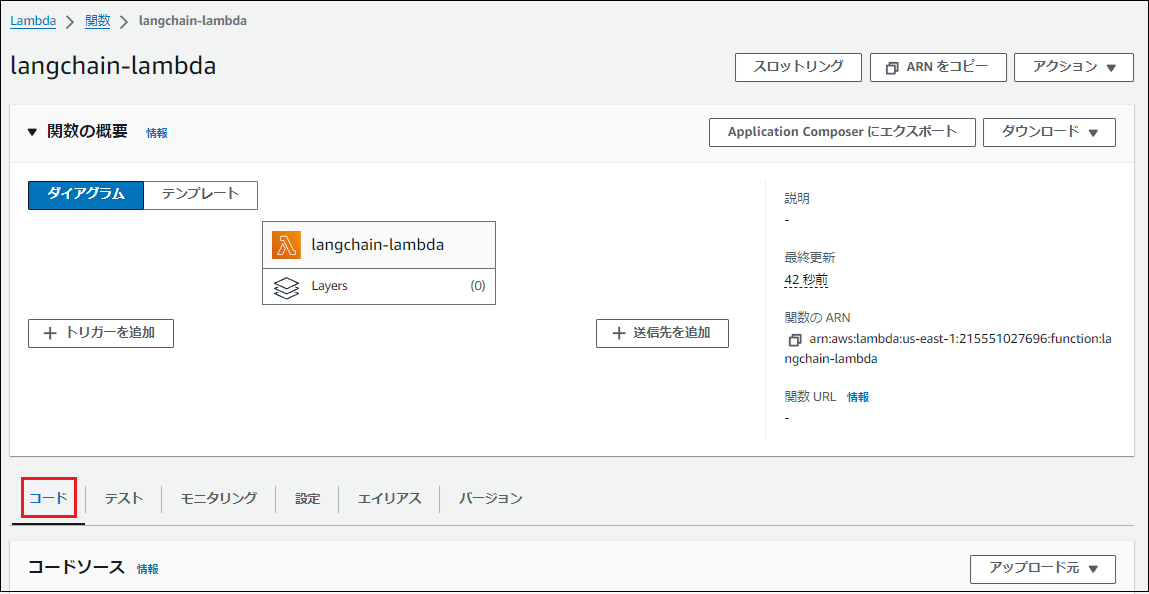 Lambda > 関数 > langchain-lambda
langchain-lambda
スロットリング
ARN をコピー
アクション
関数の概要
情報
Application Composer にエクスポート
ダウンロード
ダイアグラム
テンプレート
langchain-lambda
Layers
(0)
トリガーを追加
送信先を追加
説明
-
最終更新
42 秒前
関数の ARN
arn:aws:lambda:us-east-1:215551027696:function:la
ngchain-lambda
関数 URL 情報
-
コード
テスト
モニタリング
設定
エイリアス
バージョン
コードソース
情報
アップロード元